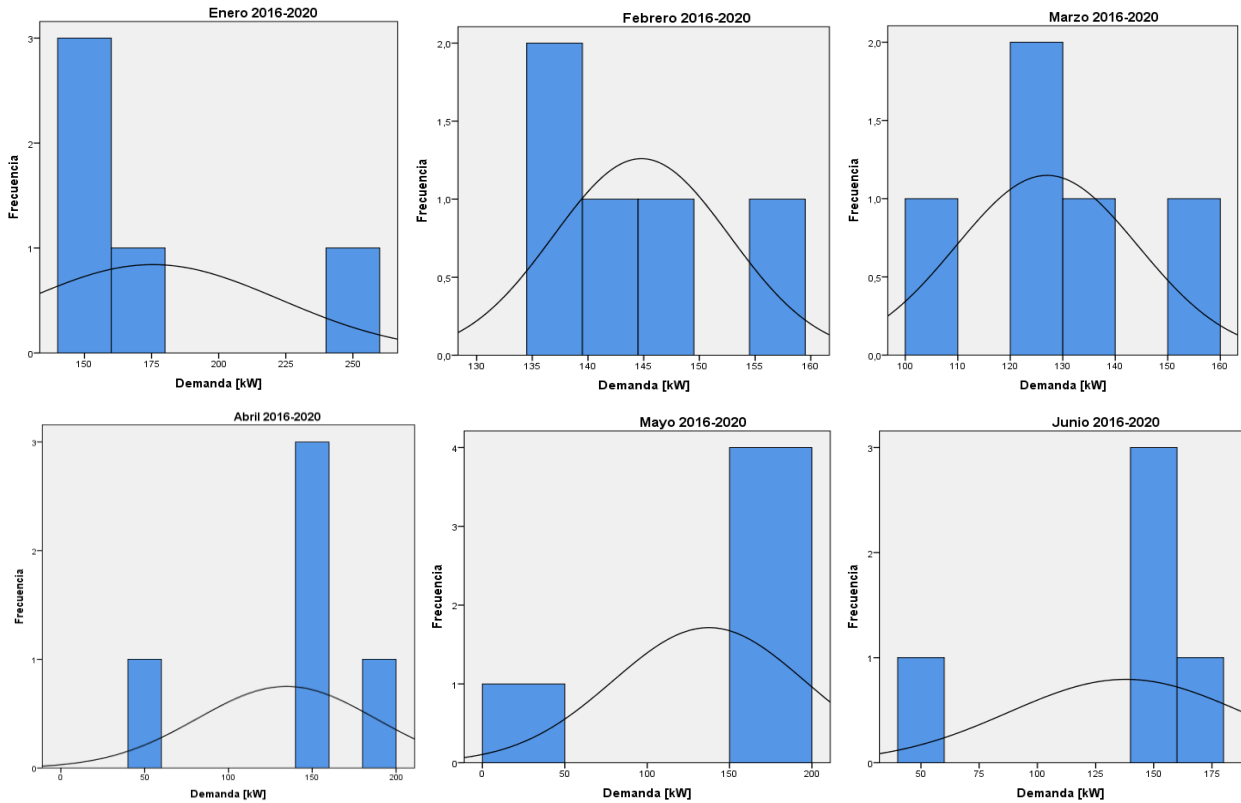 Enero 2016-2020
Frecuencia
3
2
1
0
150 175 200 225 250
Demanda [kW]
Febrero 2016-2020
Frecuencia
2,0
1,5
1,0
0,5
0,0
130 135 140 145 150 155 160
Demanda [kW]
Marzo 2016-2020
Frecuencia
2,0
1,5
1,0
0,5
0,0
100 110 120 130 140 150 160
Demanda [kW]
Abril 2016-2020
Frecuencia
3
2
1
0
0 50 100 150 200
Demanda [kW]
Mayo 2016-2020
Frecuencia
4
3
2
1
0
0 50 100 150 200
Demanda [kW]
Junio 2016-2020
Frecuencia
3
2
1
0
50 75 100 125 150 175
Demanda [kW]